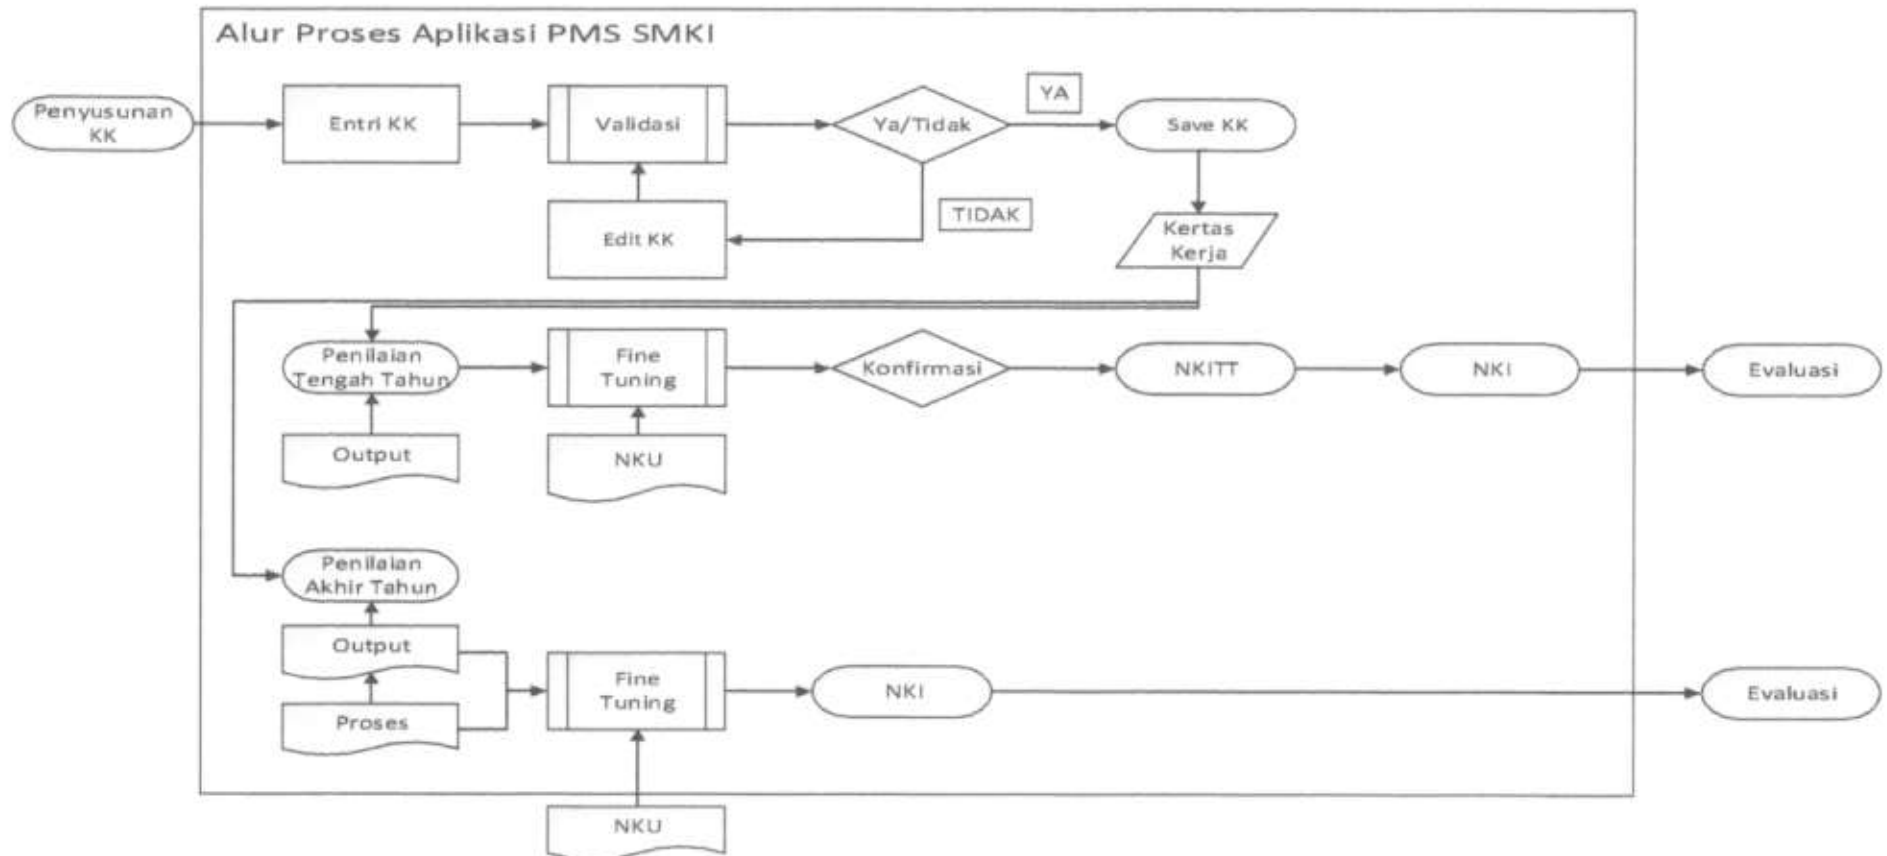 Alur Proses Aplikasi PMS SMKI
Penyusunan
KK
Entri KK
Validasi
Ya/Tidak
YA
Save KK
TIDAK
Edit KK
Kertas
Kerja
Penilaian
Tengah Tahun
Fine
Tuning
Konfirmasi
NKITT
NKI
Evaluasi
Output
NKU
Penilaian
Akhir Tahun
Output
Proses
Fine
Tuning
NKI
Evaluasi
NKU